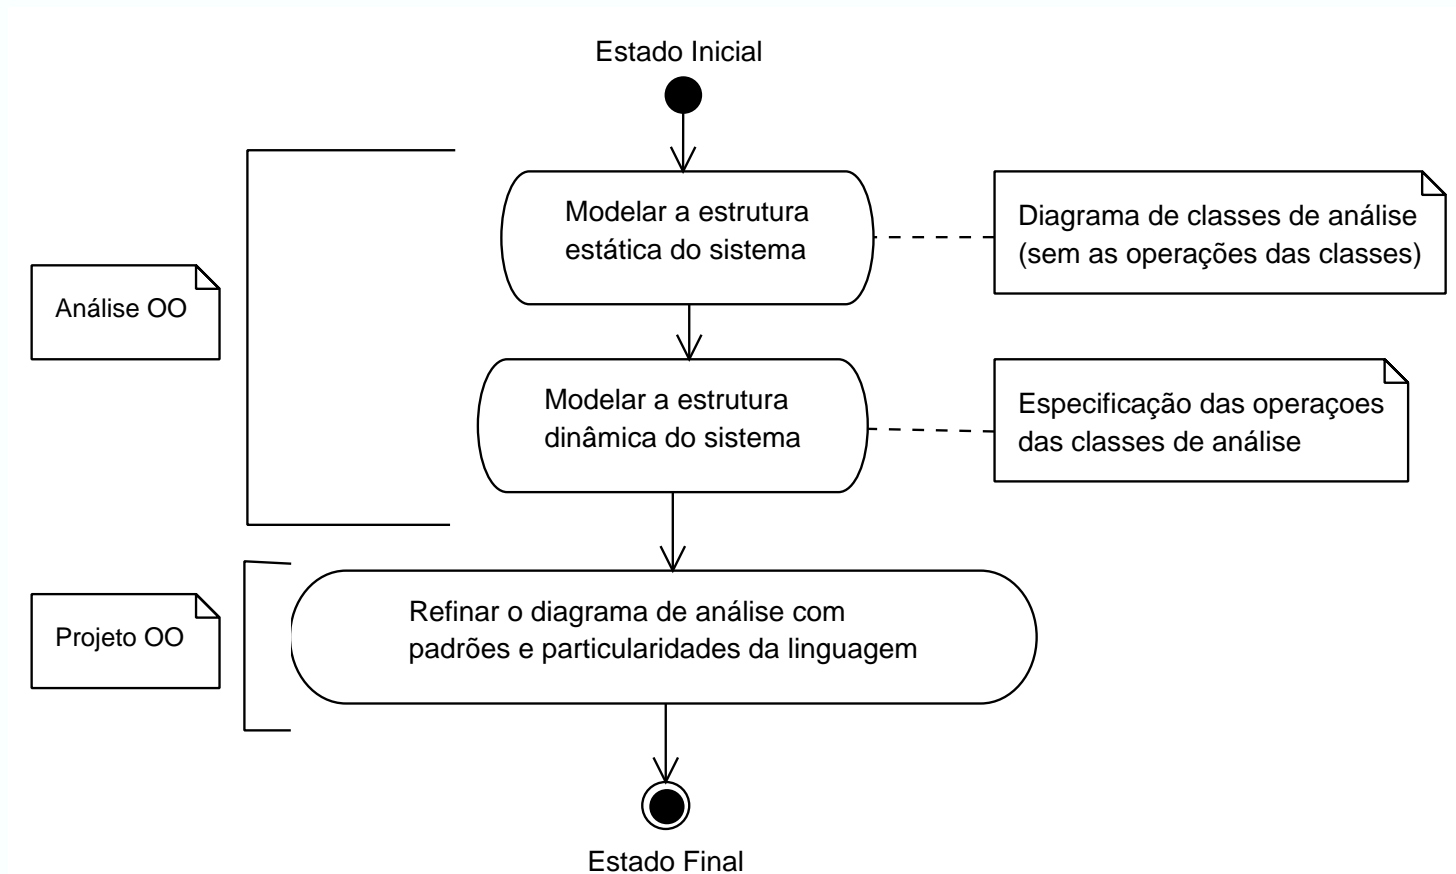 Estado Inicial
Modelar a estrutura
estática do sistema
Diagrama de classes de análise
(sem as operações das classes)
Análise OO
Modelar a estrutura
dinâmica do sistema
Especificação das operaçoes
das classes de análise
Refinar o diagrama de análise com
padrões e particularidades da linguagem
Projeto OO
Estado Final